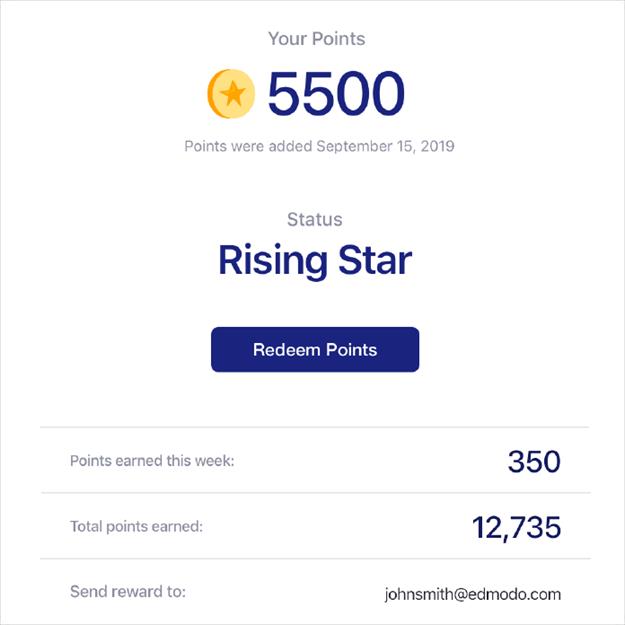 Your Points
5500
Points were added September 15, 2019
Status
Rising Star
Redeem Points
Points earned this week: 350
Total points earned: 12,735
Send reward to: johnsmith@edmodo.com